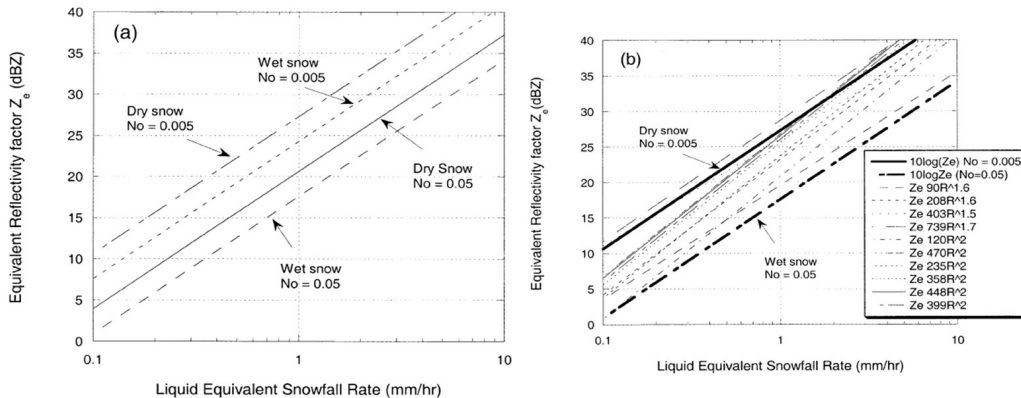 (a)
Equivalent Reflectivity factor Z_e (dBZ)
40
35
30
25
20
15
10
5
0
Wet snow
No = 0.005
Dry snow
No = 0.005
Dry Snow
No = 0.05
Wet snow
No = 0.05
0.1
1
10
Liquid Equivalent Snowfall Rate (mm/hr)
(b)
Equivalent Reflectivity factor Z_e (dBZ)
40
35
30
25
20
15
10
5
0
Dry snow
No = 0.005
Wet snow
No = 0.05
10log(Ze) No = 0.005
10logZe (No=0.05)
Ze 90R^1.6
Ze 208R^1.6
Ze 403R^1.5
Ze 739R^1.7
Ze 120R^2
Ze 470R^2
Ze 235R^2
Ze 358R^2
Ze 448R^2
Ze 399R^2
0.1
1
10
Liquid Equivalent Snowfall Rate (mm/hr)